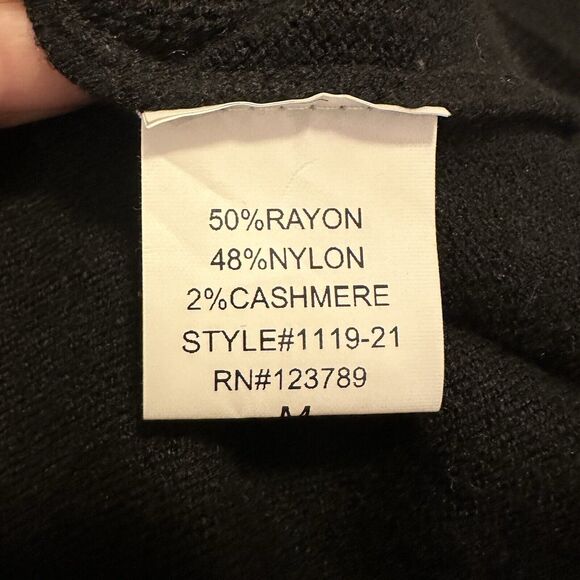 50%RAYON
48%NYLON
2%CASHMERE
STYLE#1119-21
RN#123789
M